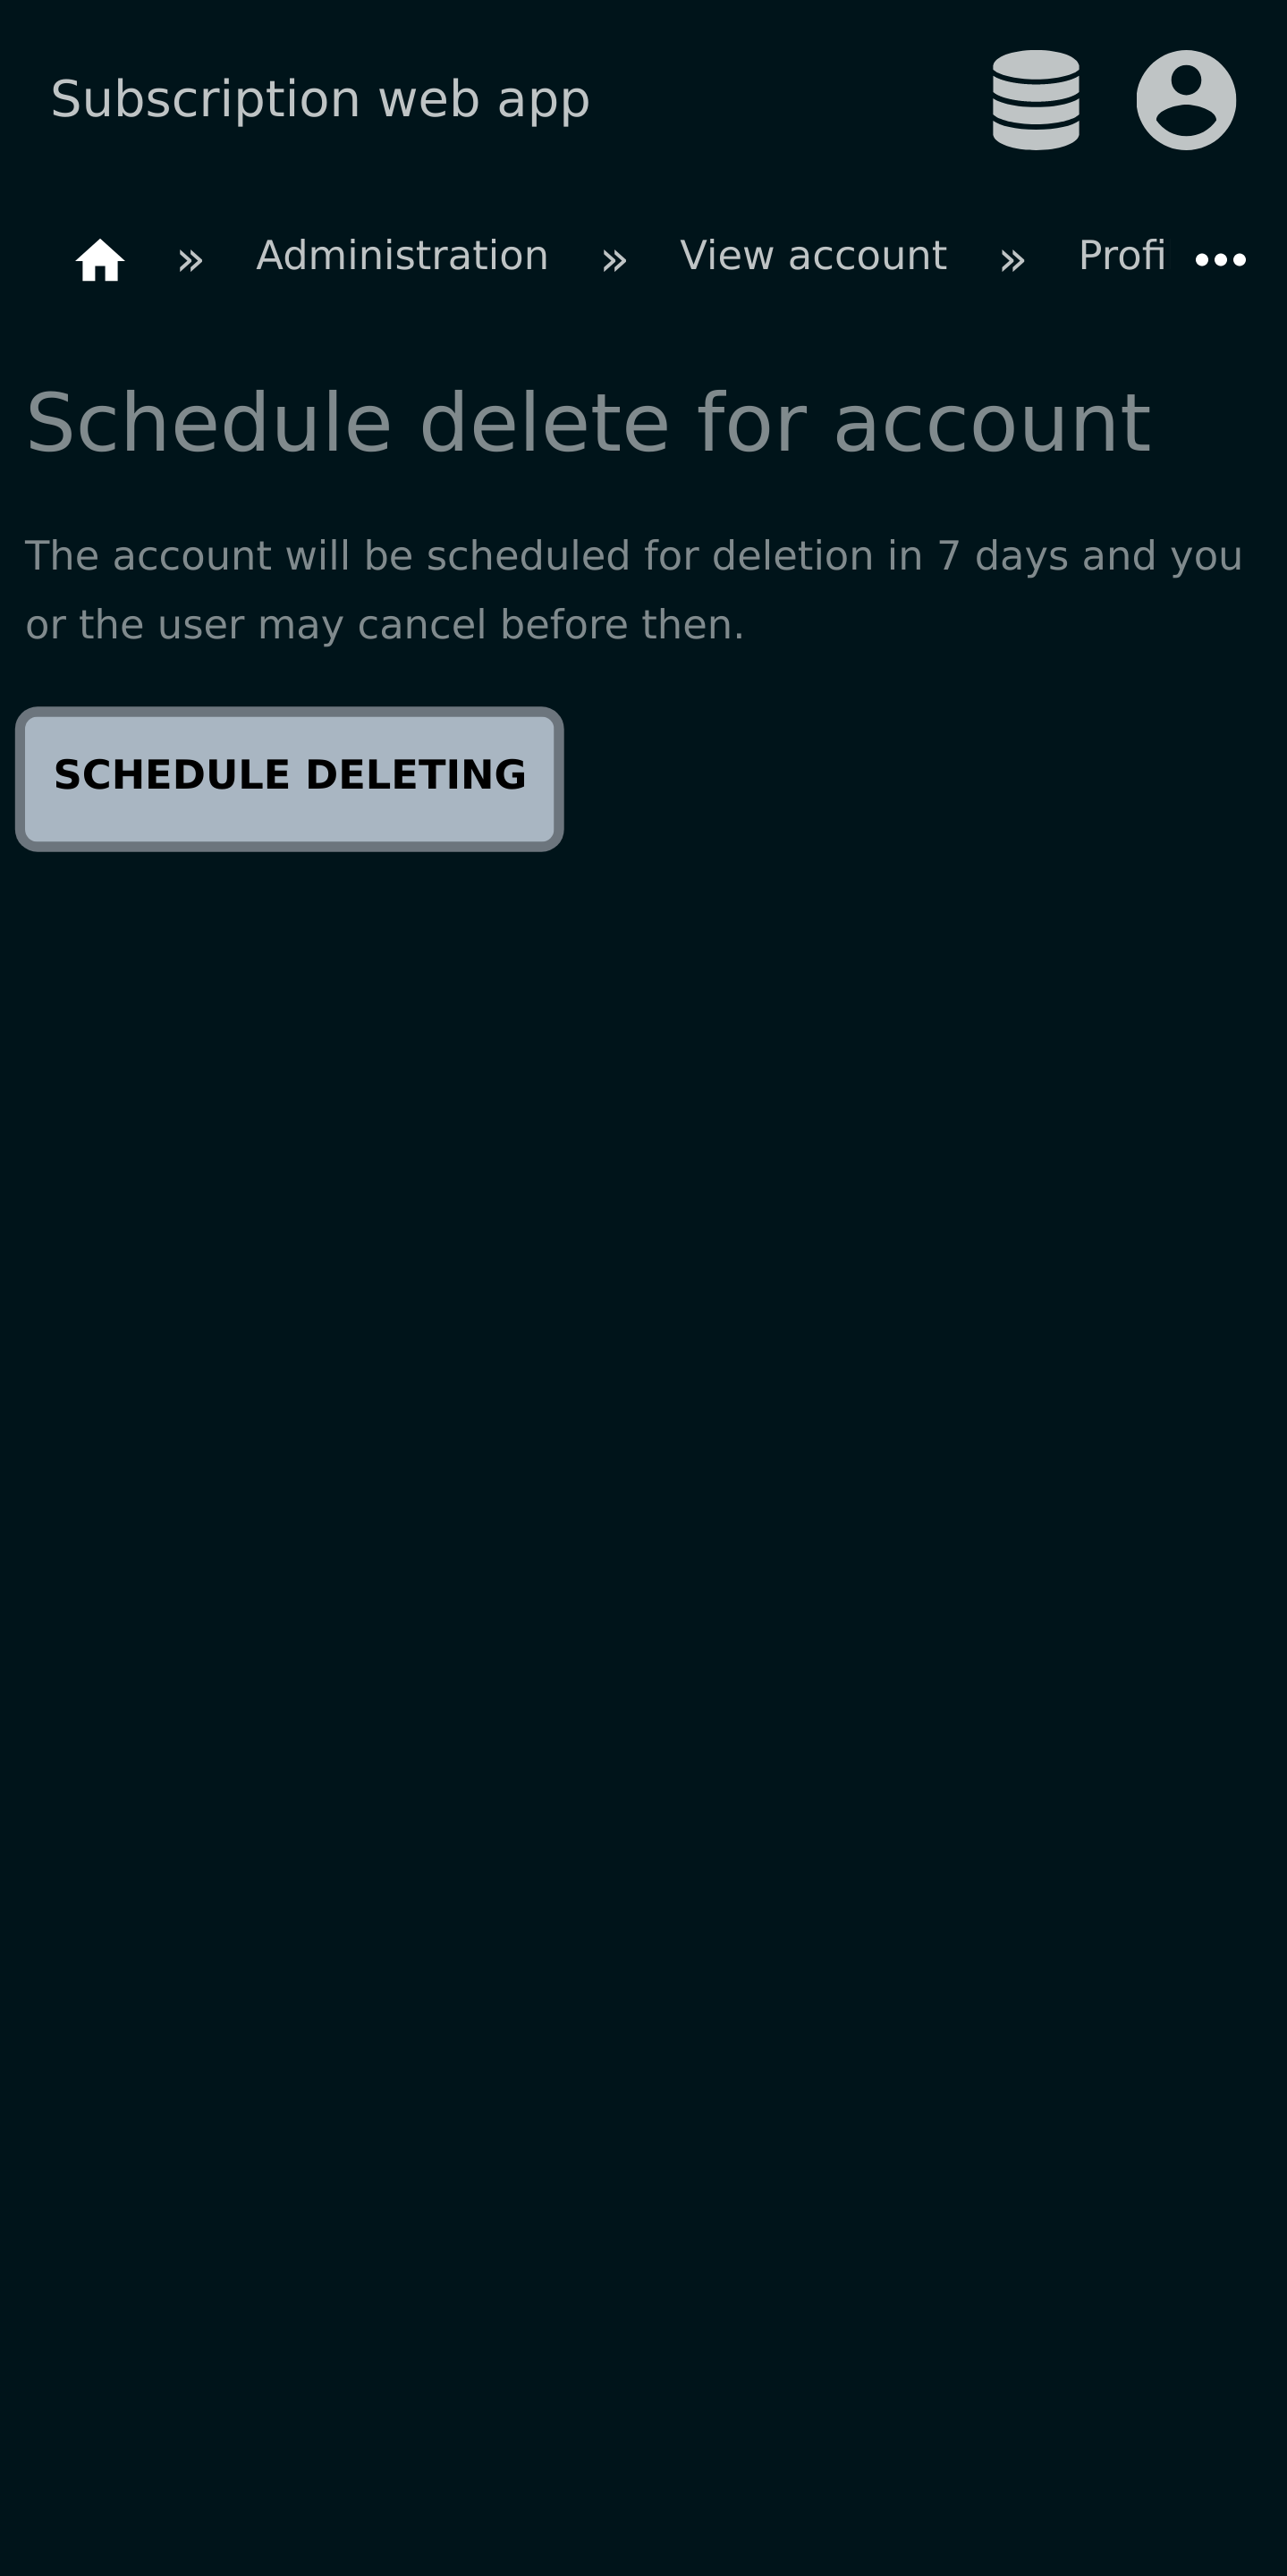 Subscription web app
» Administration » View account » Profi •••
Schedule delete for account
The account will be scheduled for deletion in 7 days and you
or the user may cancel before then.
SCHEDULE DELETING